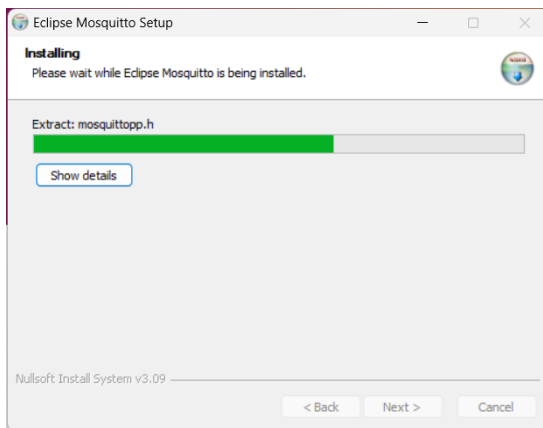 Eclipse Mosquitto Setup
Installing
Please wait while Eclipse Mosquitto is being installed.
Extract: mosquittopp.h
Show details
Nullsoft Install System v3.09
< Back
Next >
Cancel